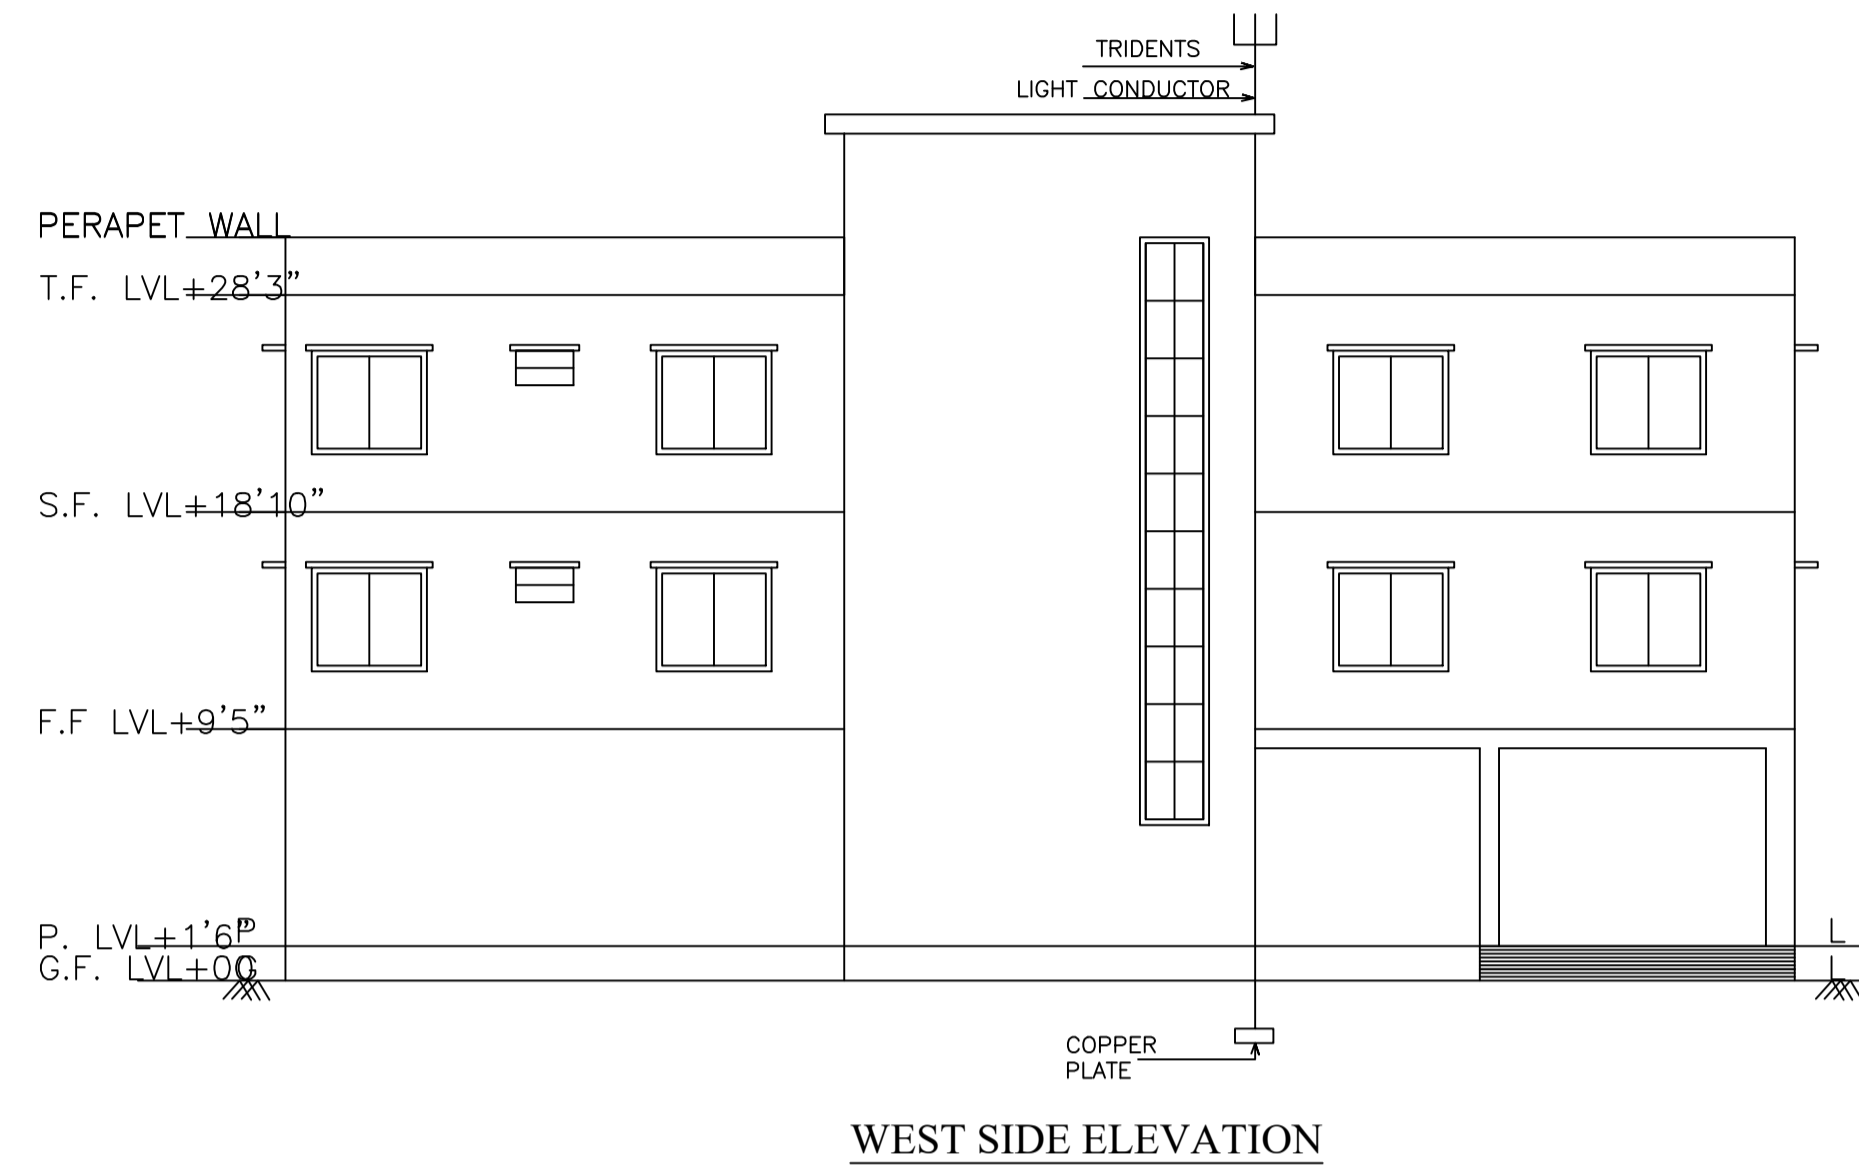 TRIDENTS
LIGHT CONDUCTOR
PERAPET WALL
T.F. LVL+28'3”
S.F. LVL+18'10”
F.F LVL+9'5”
P. LVL+1'6” P L
G.F. LVL+00 G L
COPPER
PLATE
WEST SIDE ELEVATION